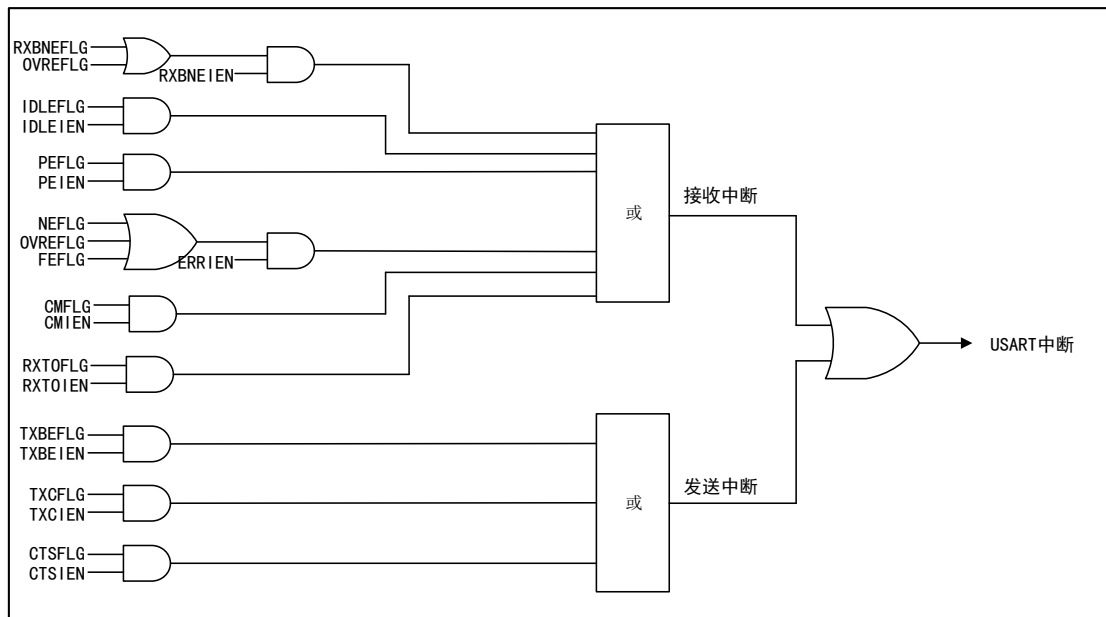 RXBNEFLG
OVREFLG
RXBNEIEN
IDLEFLG
IDLEIEN
PEFLG
PEIEN
NEFLG
OVREFLG
FEFLG
ERRIEN
CMFLG
CMIEN
RXTOFLG
RXTOIEN
或
接收中断
TXBEFLG
TXBEIEN
TXCFLG
TXCIEN
CTSFLG
CTSIEN
或
发送中断
USART中断